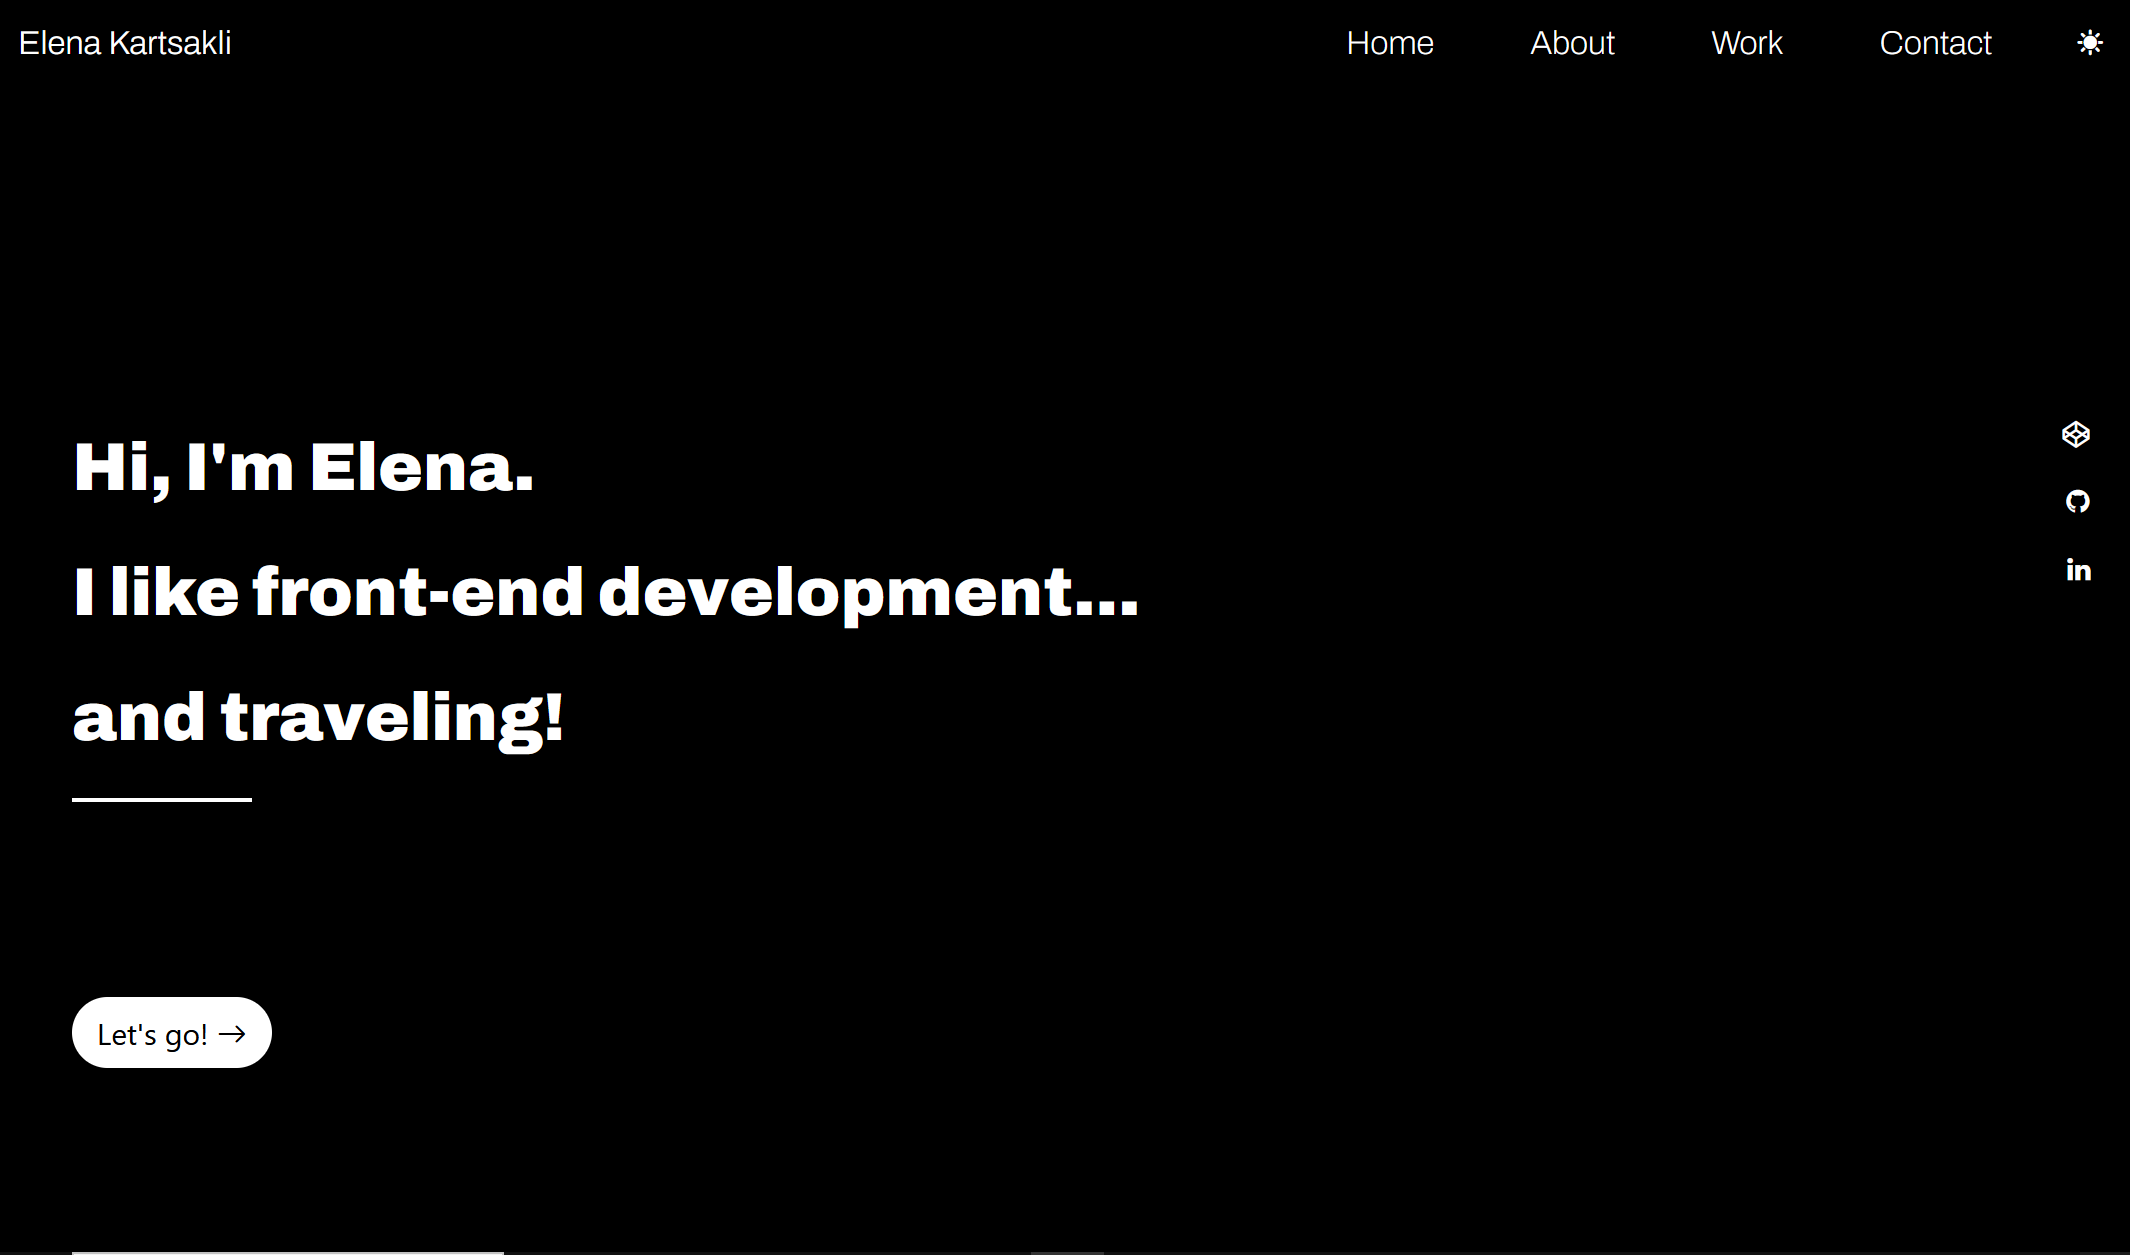 Elena Kartsakli
Home About Work Contact
Hi, I'm Elena.
I like front-end development...
and traveling!
in
Let's go! →